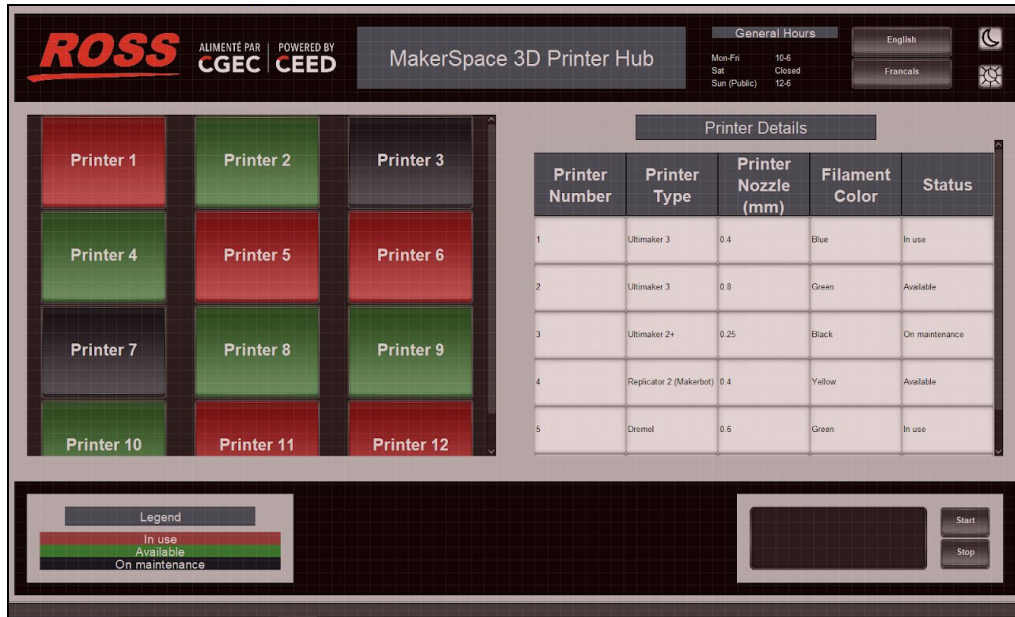 ROSS
ALIMENTÉ PAR
CGEC
POWERED BY
CEED
MakerSpace 3D Printer Hub
General Hours
Mon-Fri 10-6
Sat Closed
Sun (Public) 12-6
English
Francais
Printer 1 Printer 2 Printer 3
Printer 4 Printer 5 Printer 6
Printer 7 Printer 8 Printer 9
Printer 10 Printer 11 Printer 12
Printer Details
Printer Number Printer Type Printer Nozzle (mm) Filament Color Status
1 Ultimaker 3 0.4 Blue In use
2 Ultimaker 3 0.8 Green Available
3 Ultimaker 2+ 0.25 Black On maintenance
4 Replicator 2 (Makerbot) 0.4 Yellow Available
5 Dremel 0.6 Green In use
Legend
In use
Available
On maintenance
Start
Stop